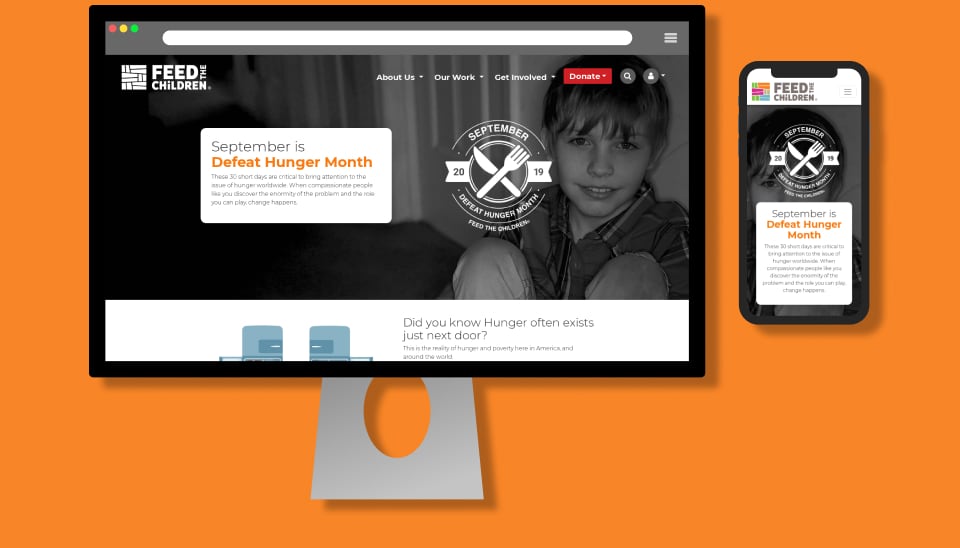 FEED THE CHILDREN®
About Us
Our Work
Get Involved
Donate
September is
Defeat Hunger Month
These 30 short days are critical to bring attention to the
issue of hunger worldwide. When compassionate people
like you discover the enormity of the problem and the role
you can play, change happens.
SEPTEMBER
20 19
DEFEAT HUNGER MONTH
FEED THE CHILDREN®
Did you know Hunger often exists
just next door?
This is the reality of hunger and poverty here in America, and
around the world.
FEED THE CHILDREN®
SEPTEMBER
20 19
DEFEAT HUNGER MONTH
FEED THE CHILDREN®
September is
Defeat Hunger
Month
These 30 short days are critical to
bring attention to the issue of
hunger worldwide. When
compassionate people like you
discover the enormity of the
problem and the role you can play,
change happens.